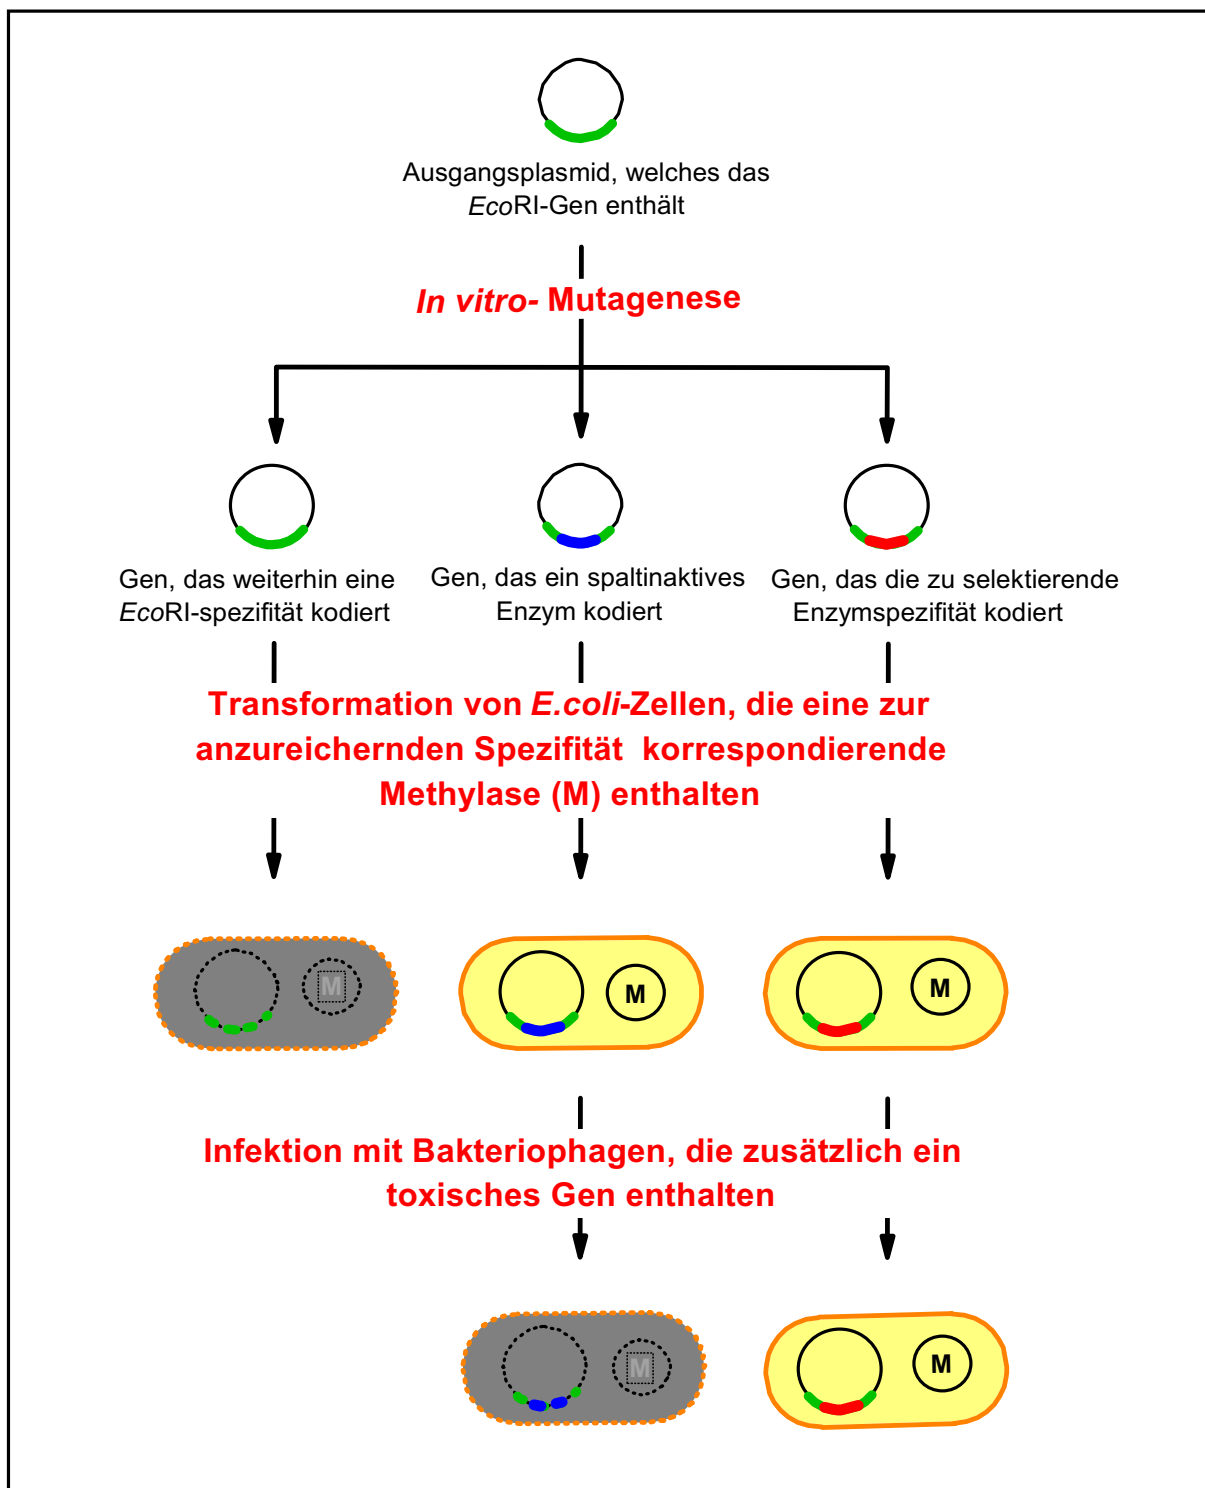 Ausgangsplasmid, welches das
EcoRI-Gen enthält
In vitro- Mutagenese
Gen, das weiterhin eine
EcoRI-spezifität kodiert
Gen, das ein spaltinaktives
Enzym kodiert
Gen, das die zu selektierende
Enzymspezifität kodiert
Transformation von E.coli-Zellen, die eine zur
anzureichernden Spezifität korrespondierende
Methylase (M) enthalten
M
M
M
Infektion mit Bakteriophagen, die zusätzlich ein
toxisches Gen enthalten
M
M